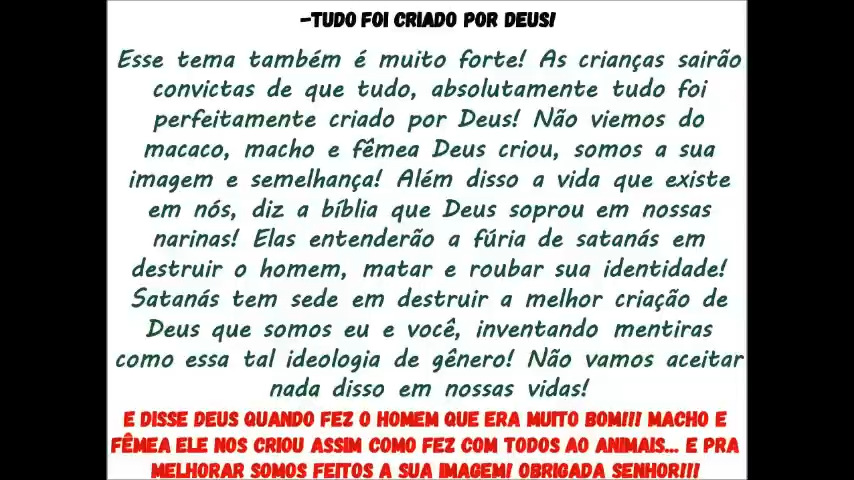 -TUDO FOI CRIADO POR DEUS!
Esse tema também é muito forte! As crianças sairão
convictas de que tudo, absolutamente tudo foi
perfeitamente criado por Deus! Não viemos do
macaco, macho e fêmea Deus criou, somos a sua
imagem e semelhança! Além disso a vida que existe
em nós, diz a bíblia que Deus soprou em nossas
narinas! Elas entenderão a fúria de satanás em
destruir o homem, matar e roubar sua identidade!
Satanás tem sede em destruir a melhor criação de
Deus que somos eu e você, inventando mentiras
como essa tal ideologia de gênero! Não vamos aceitar
nada disso em nossas vidas!
E DISSE DEUS QUANDO FEZ O HOMEM QUE ERA MUITO BOM!!! MACHO E
FÊMEA ELE NOS CRIOU ASSIM COMO FEZ COM TODOS AO ANIMAIS... E PRA
MELHORAR SOMOS FEITOS A SUA IMAGEM! OBRIGADA SENHOR!!!